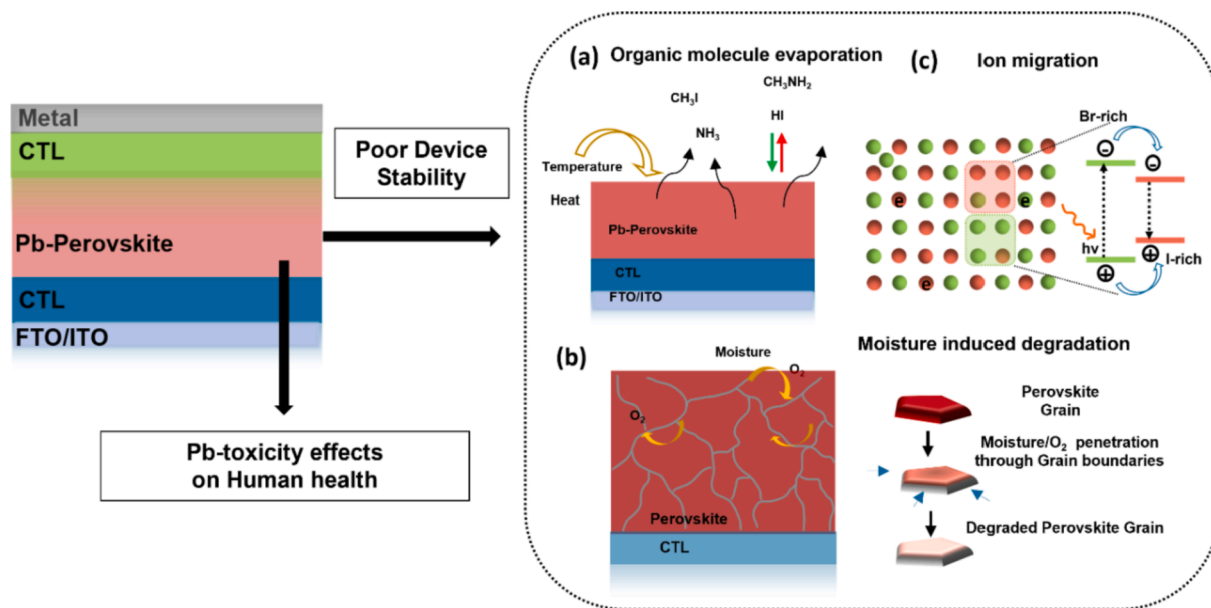 Metal
CTL
Pb-Perovskite
CTL
FTO/ITO
Poor Device
Stability
Pb-toxicity effects
on Human health
(a)
Organic molecule evaporation
CH₃I
NH₃
CH₃NH₂
HI
Temperature
Heat
Pb-Perovskite
CTL
FTO/ITO
(c)
Ion migration
Br-rich
e
e
e
hv
I-rich
-
-
+
+
(b)
Moisture
O₂
O₂
Perovskite
CTL
Moisture induced degradation
Perovskite
Grain
Moisture/O₂ penetration
through Grain boundaries
Degraded Perovskite Grain